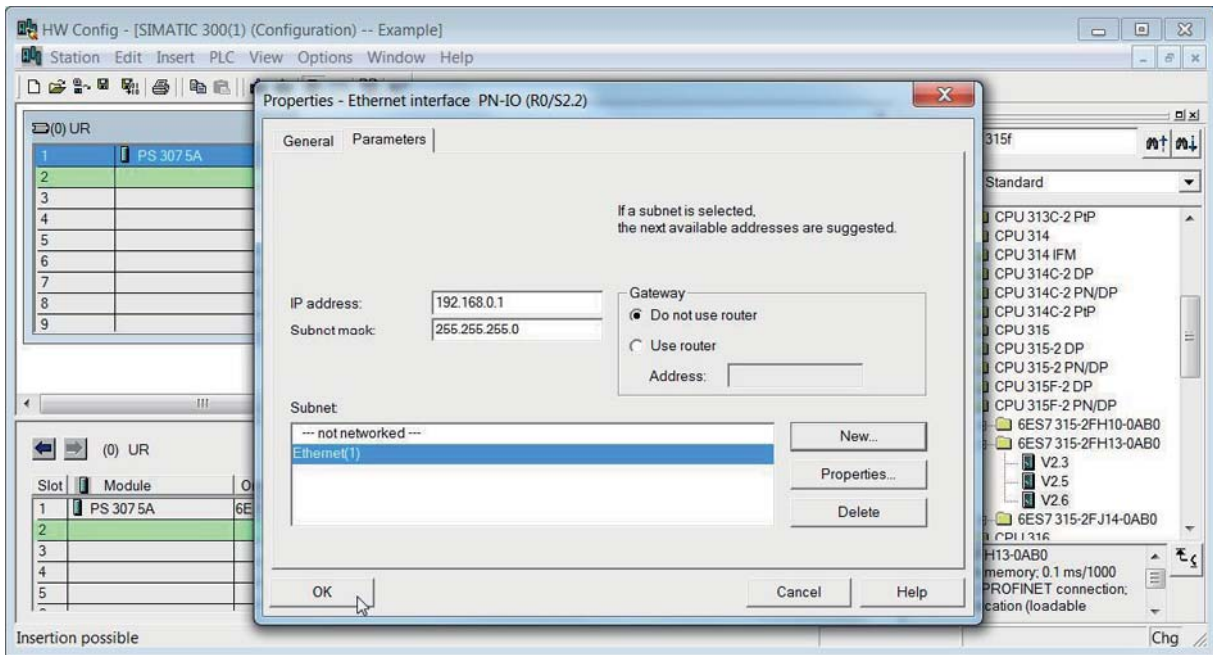 HW Config - [SIMATIC 300(1) (Configuration) -- Example]
Station Edit Insert PLC View Options Window Help
(0) UR
1 PS 307 5A
2
3
4
5
6
7
8
9
Properties - Ethernet interface PN-IO (R0/S2.2)
General Parameters
If a subnet is selected,
the next available addresses are suggested.
IP address: 192.168.0.1
Subnet mask: 255.255.255.0
Gateway
Do not use router
Use router
Address:
Subnet:
--- not networked ---
Ethernet(1)
New...
Properties...
Delete
OK Cancel Help
315f
Standard
CPU 313C-2 PtP
CPU 314
CPU 314 IFM
CPU 314C-2 DP
CPU 314C-2 PN/DP
CPU 314C-2 PtP
CPU 315
CPU 315-2 DP
CPU 315-2 PN/DP
CPU 315F-2 DP
CPU 315F-2 PN/DP
6ES7 315-2FH10-0AB0
6ES7 315-2FH13-0AB0
V2.3
V2.5
V2.6
6ES7 315-2FJ14-0AB0
CPU 316
H13-0AB0
memory; 0.1 ms/1000
PROFINET connection;
cation (loadable
(0) UR
Slot Module O
1 PS 307 5A 6E
2
3
4
5
Insertion possible
Chg